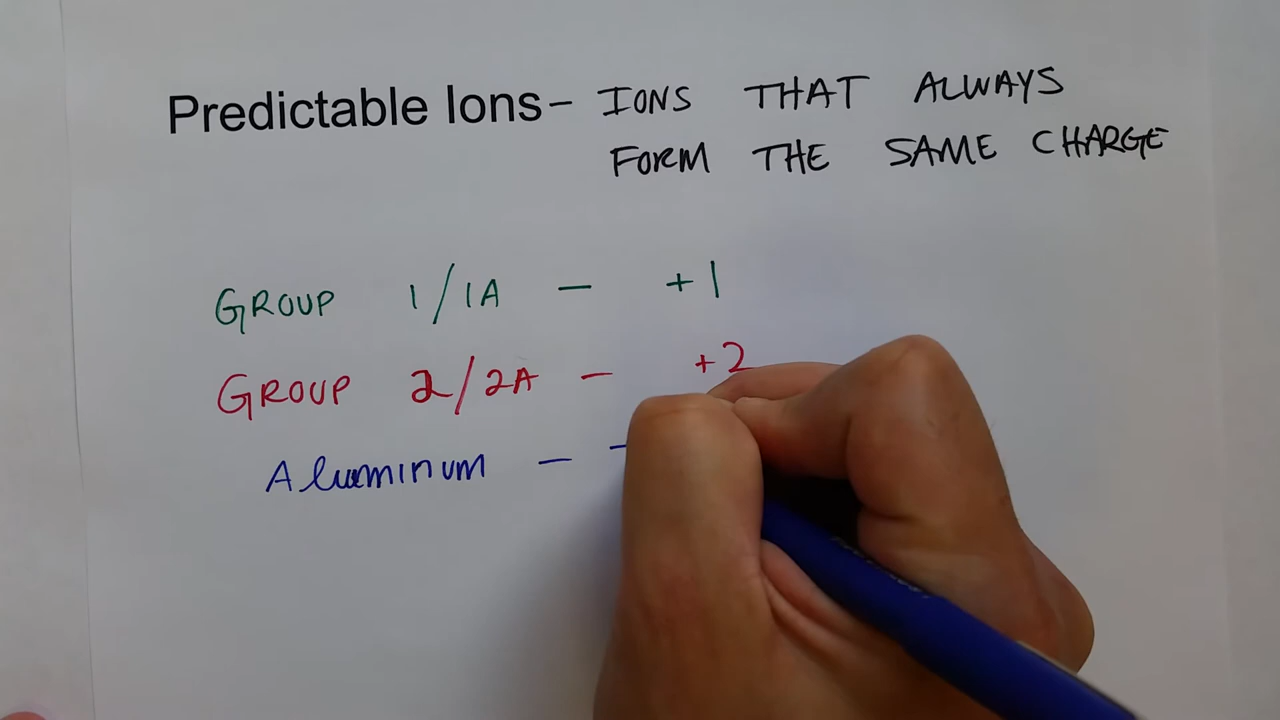 Predictable Ions- IONS THAT ALWAYS
FORM THE SAME CHARGE
GROUP 1/1A - +1
GROUP 2/2A - +2
Aluminum -